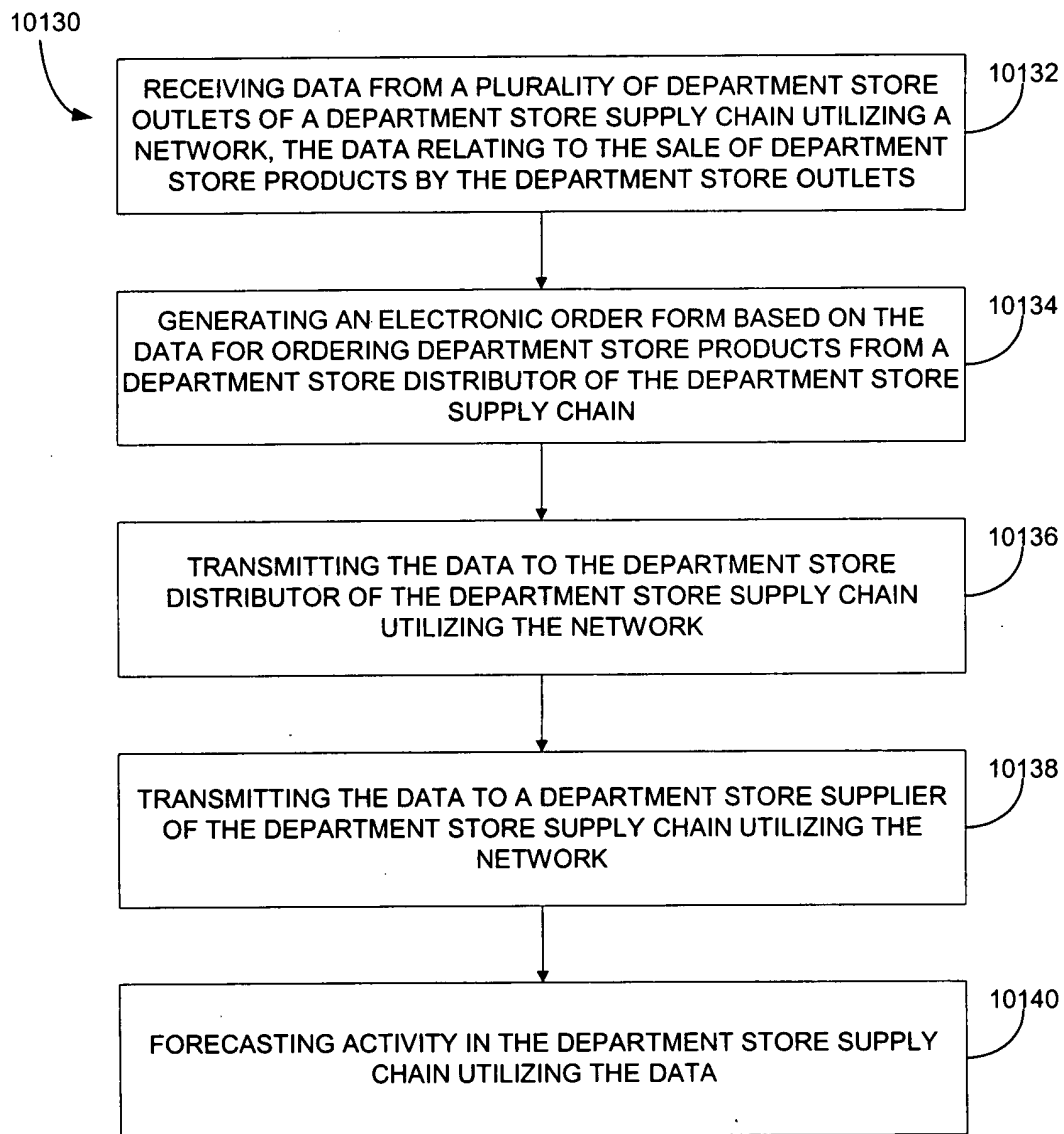 10130
10132
RECEIVING DATA FROM A PLURALITY OF DEPARTMENT STORE
OUTLETS OF A DEPARTMENT STORE SUPPLY CHAIN UTILIZING A
NETWORK, THE DATA RELATING TO THE SALE OF DEPARTMENT
STORE PRODUCTS BY THE DEPARTMENT STORE OUTLETS
10134
GENERATING AN ELECTRONIC ORDER FORM BASED ON THE
DATA FOR ORDERING DEPARTMENT STORE PRODUCTS FROM A
DEPARTMENT STORE DISTRIBUTOR OF THE DEPARTMENT STORE
SUPPLY CHAIN
10136
TRANSMITTING THE DATA TO THE DEPARTMENT STORE
DISTRIBUTOR OF THE DEPARTMENT STORE SUPPLY CHAIN
UTILIZING THE NETWORK
10138
TRANSMITTING THE DATA TO A DEPARTMENT STORE SUPPLIER
OF THE DEPARTMENT STORE SUPPLY CHAIN UTILIZING THE
NETWORK
10140
FORECASTING ACTIVITY IN THE DEPARTMENT STORE SUPPLY
CHAIN UTILIZING THE DATA